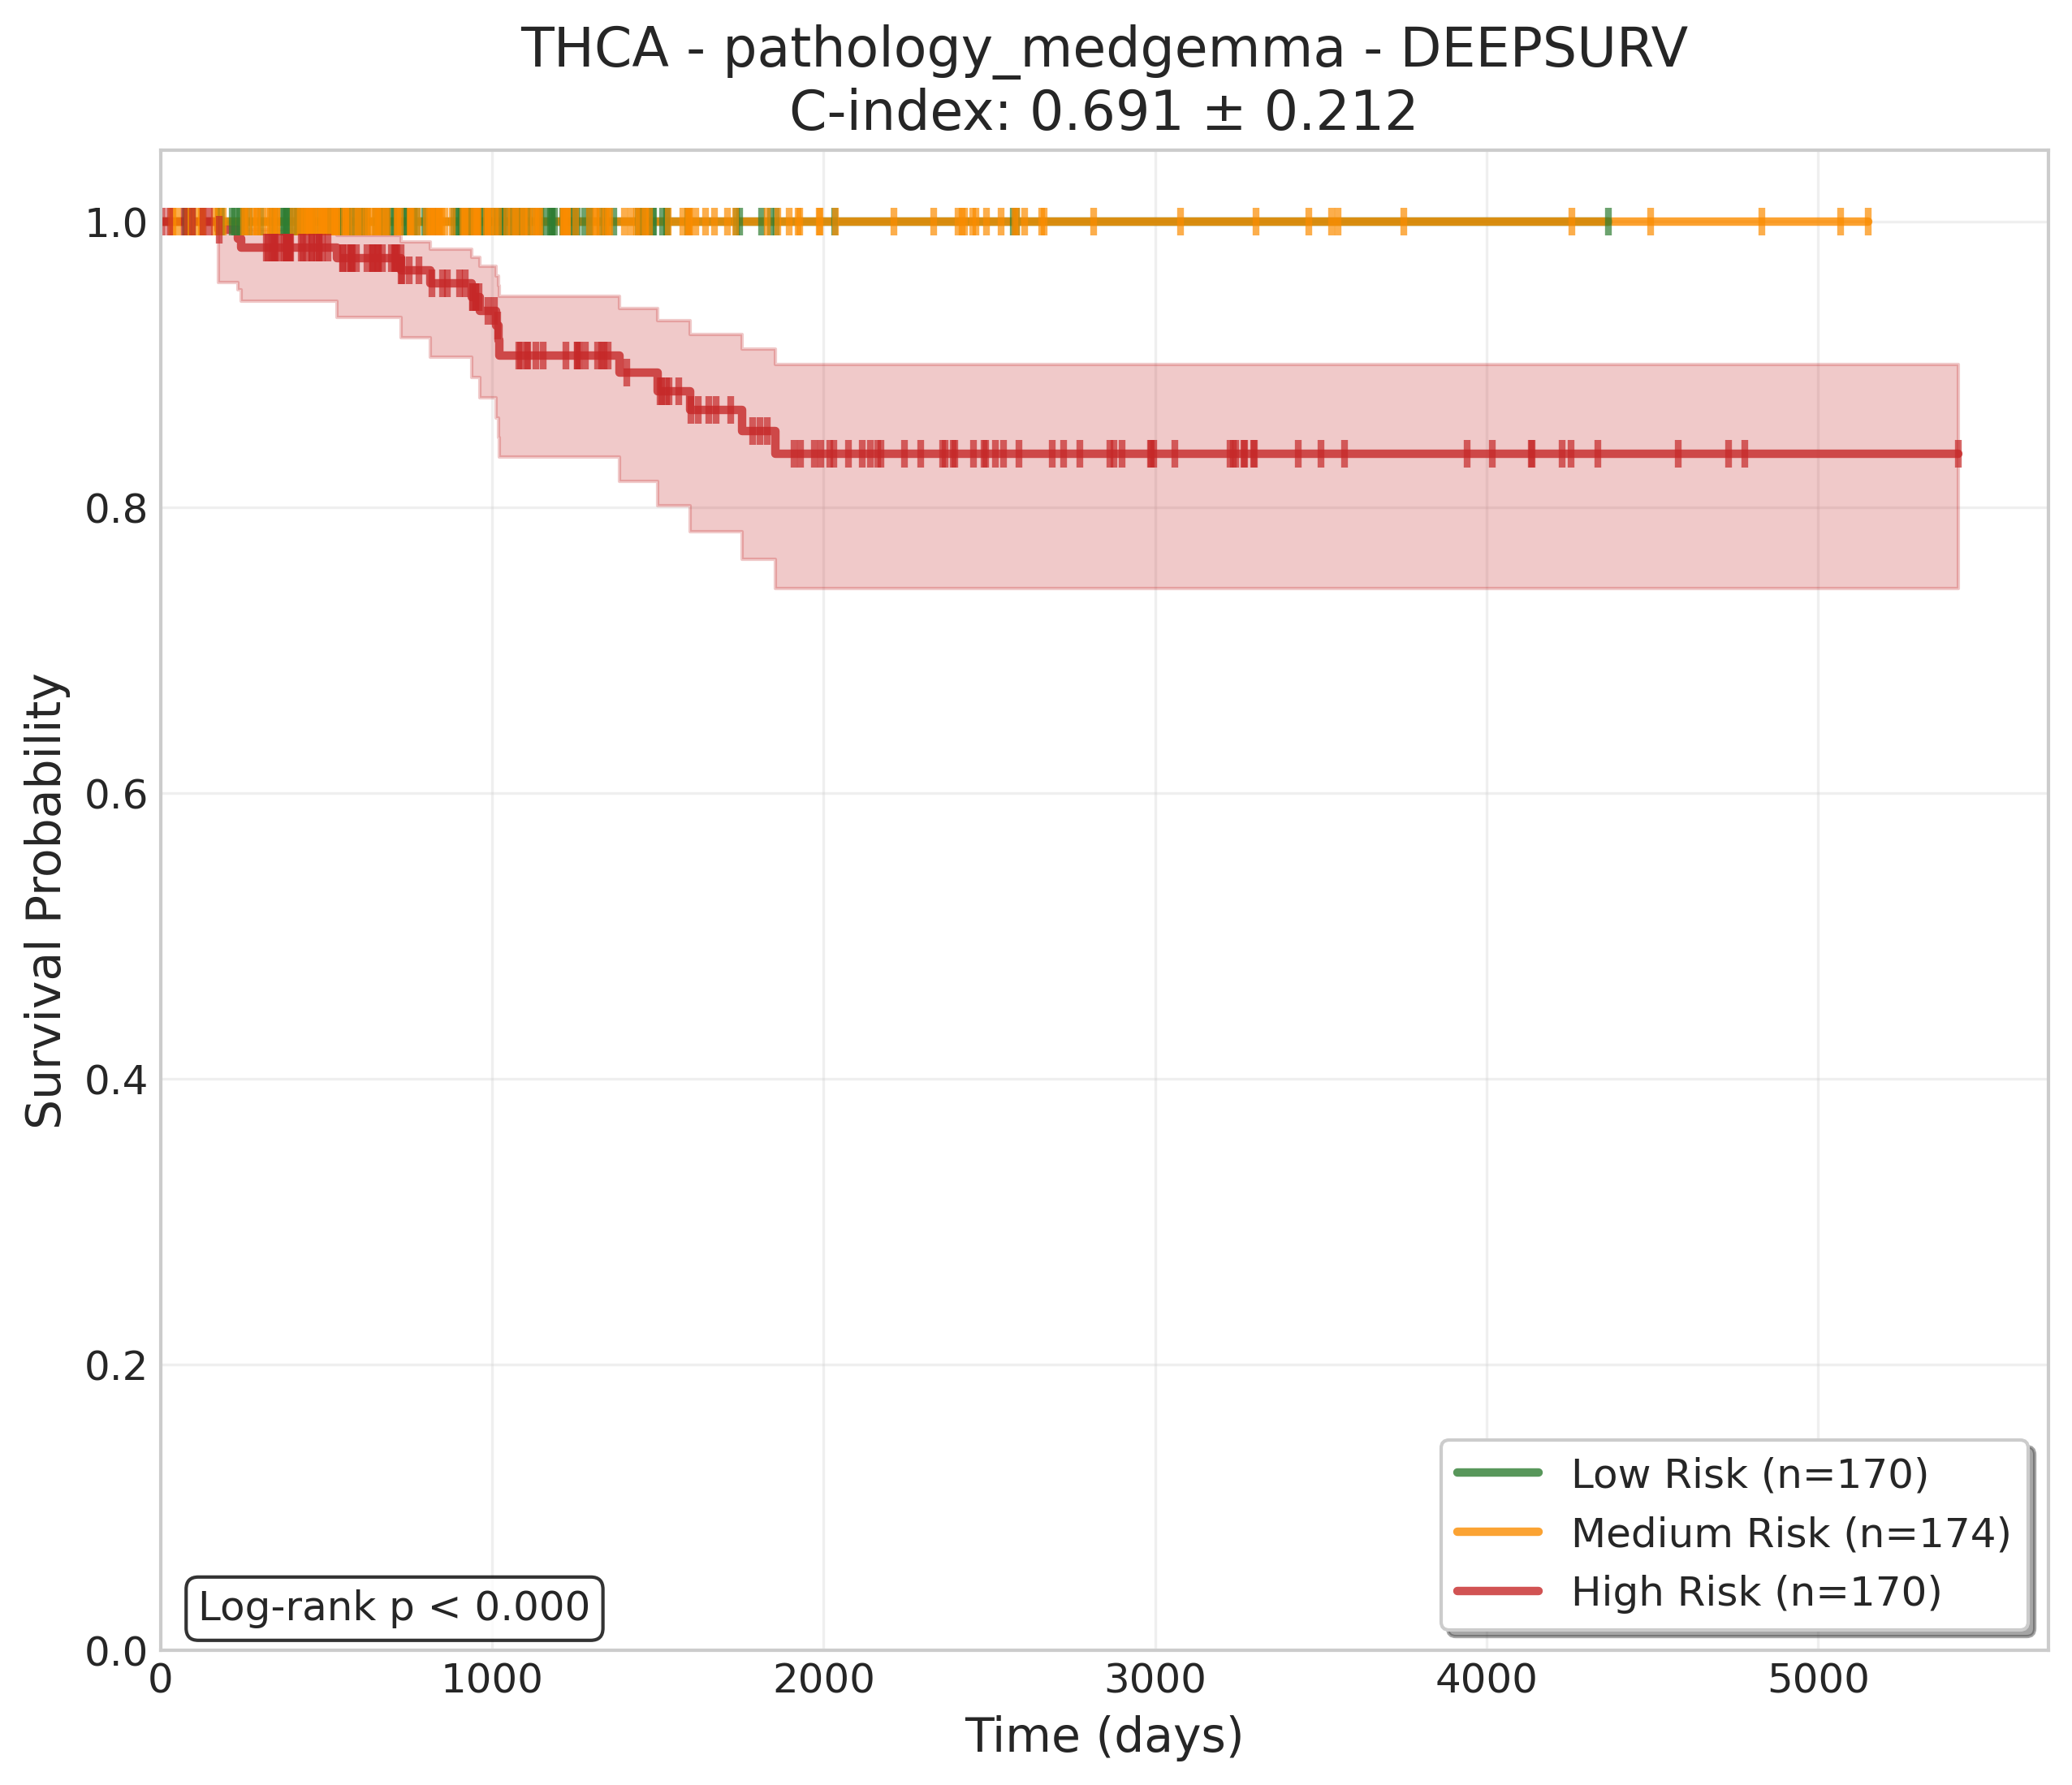 THCA - pathology_medgemma - DEEPSURV
C-index: 0.691 ± 0.212
Survival Probability
1.0
0.8
0.6
0.4
0.2
0.0
Log-rank p < 0.000
Low Risk (n=170)
Medium Risk (n=174)
High Risk (n=170)
0 1000 2000 3000 4000 5000
Time (days)